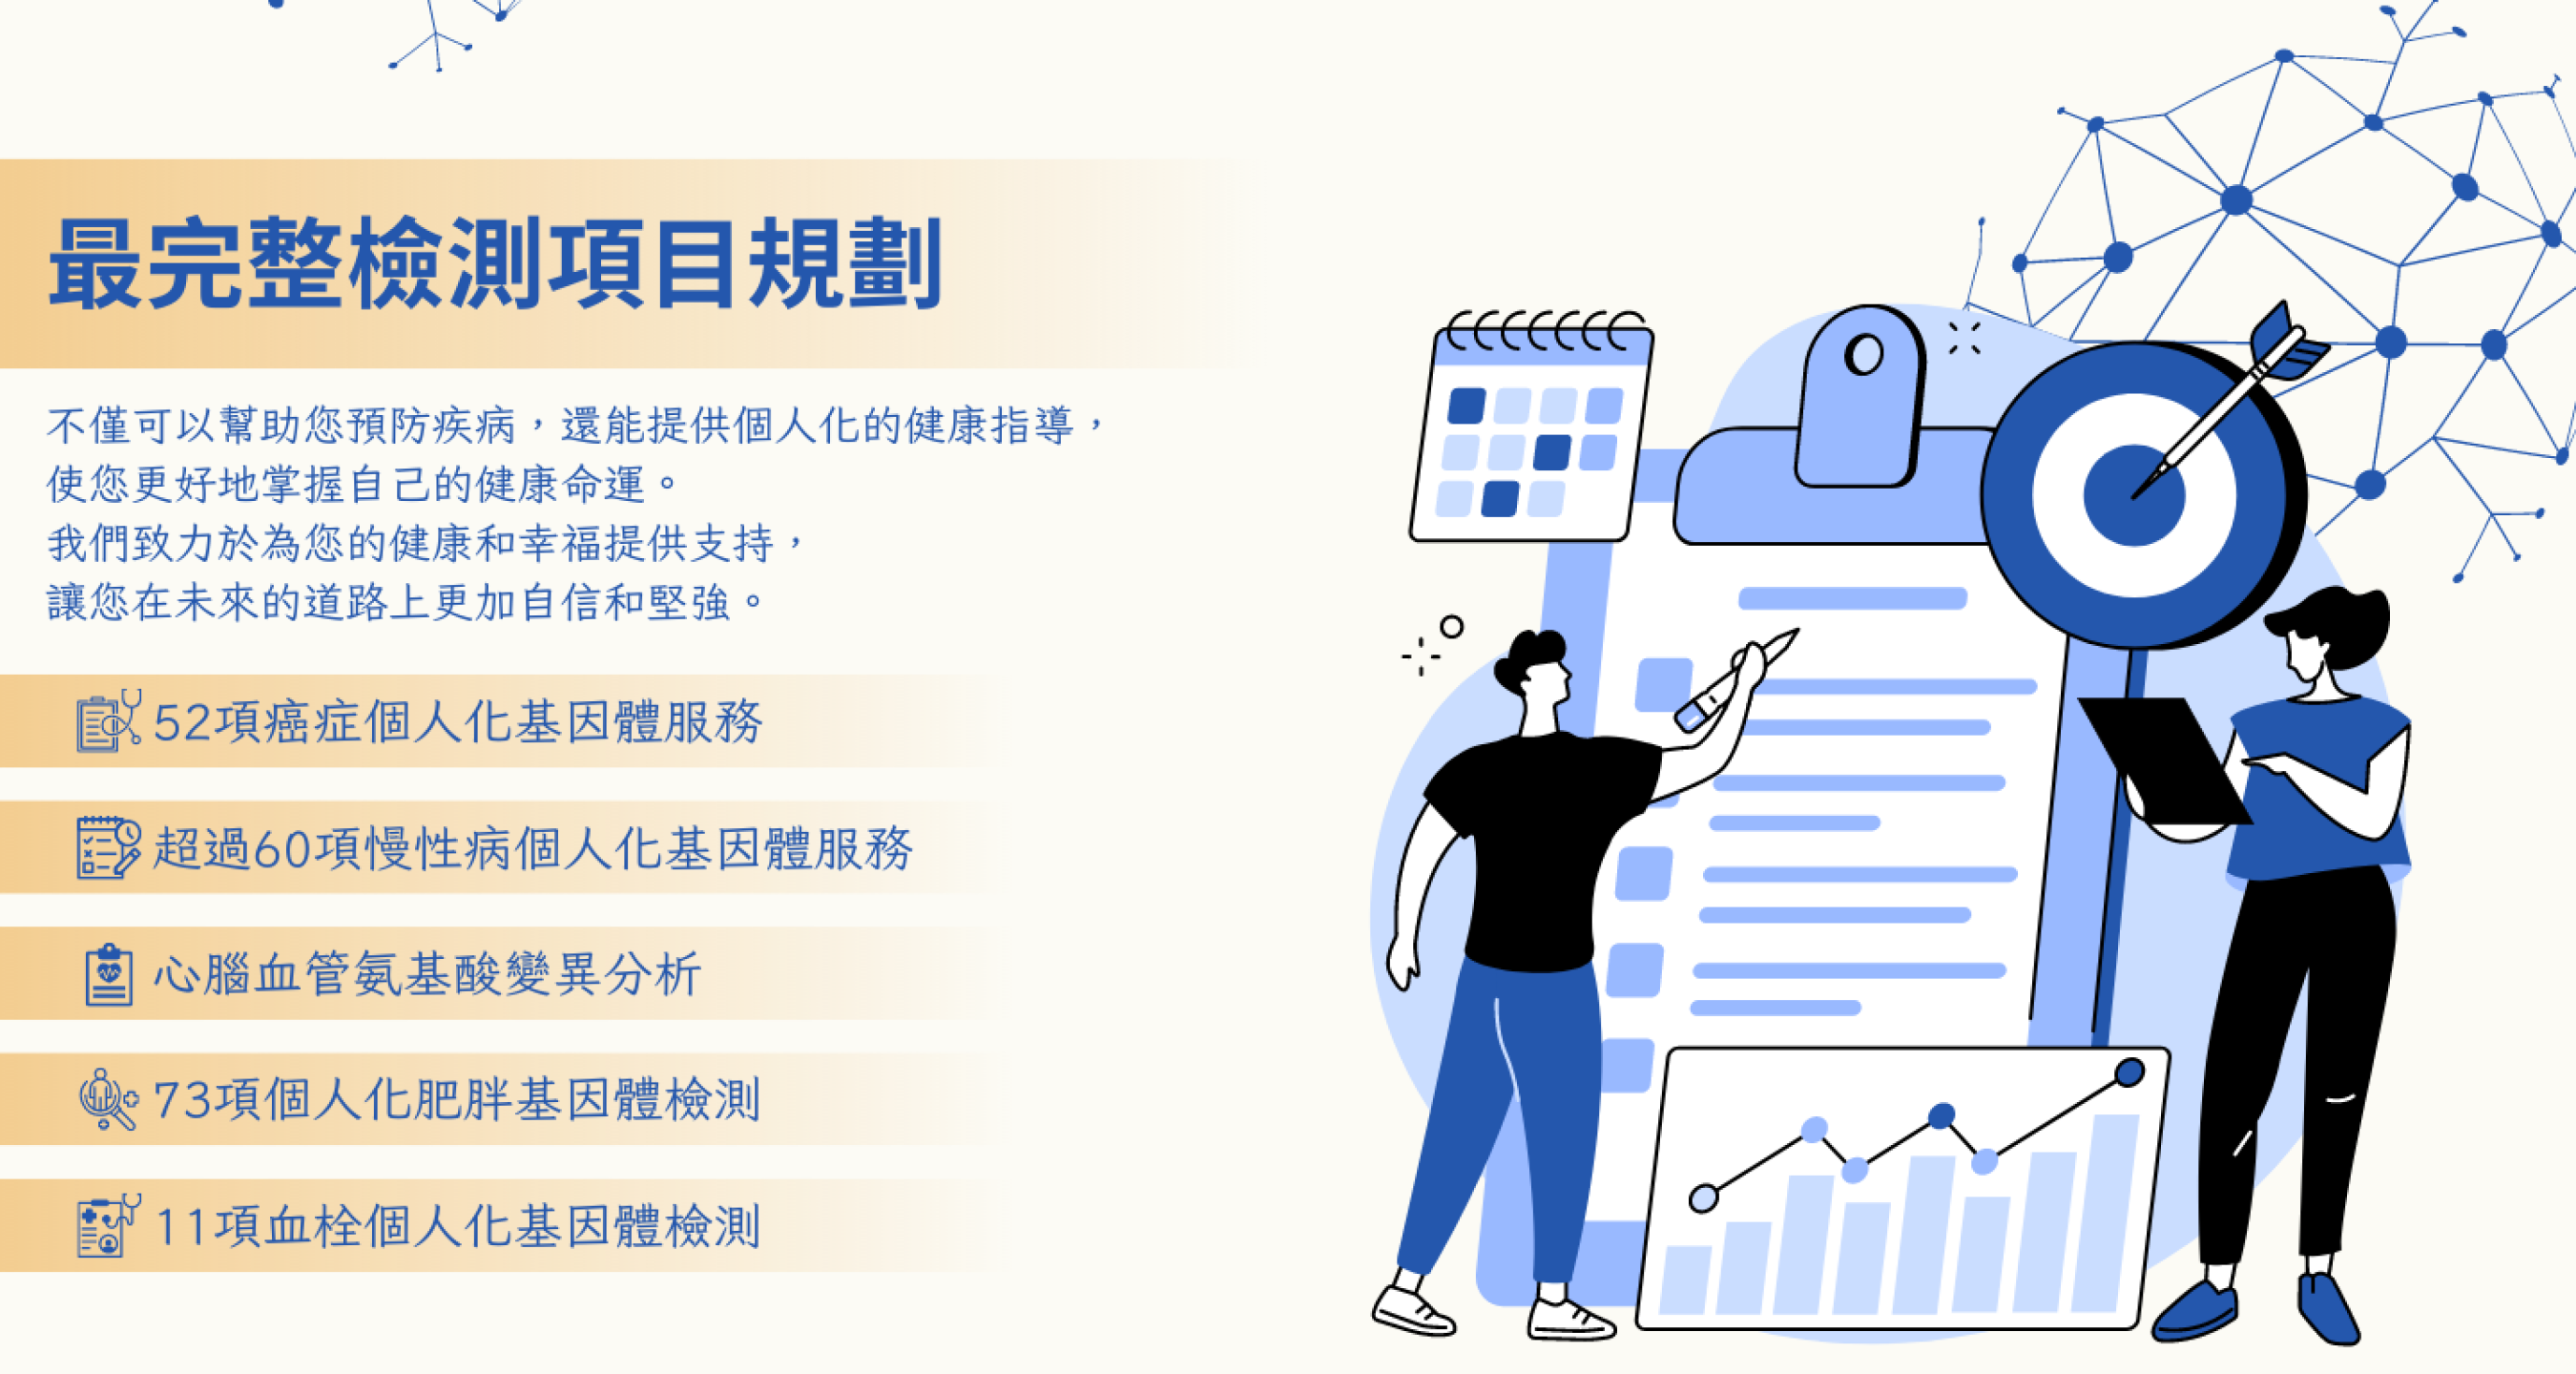 最完整檢測項目規劃
不僅可以幫助您預防疾病，還能提供個人化的健康指導，
使您更好地掌握自己的健康命運。
我們致力於為您的健康和幸福提供支持，
讓您在未來的道路上更加自信和堅強。
52項癌症個人化基因體服務
超過60項慢性病個人化基因體服務
心腦血管氨基酸變異分析
73項個人化肥胖基因體檢測
11項血栓個人化基因體檢測